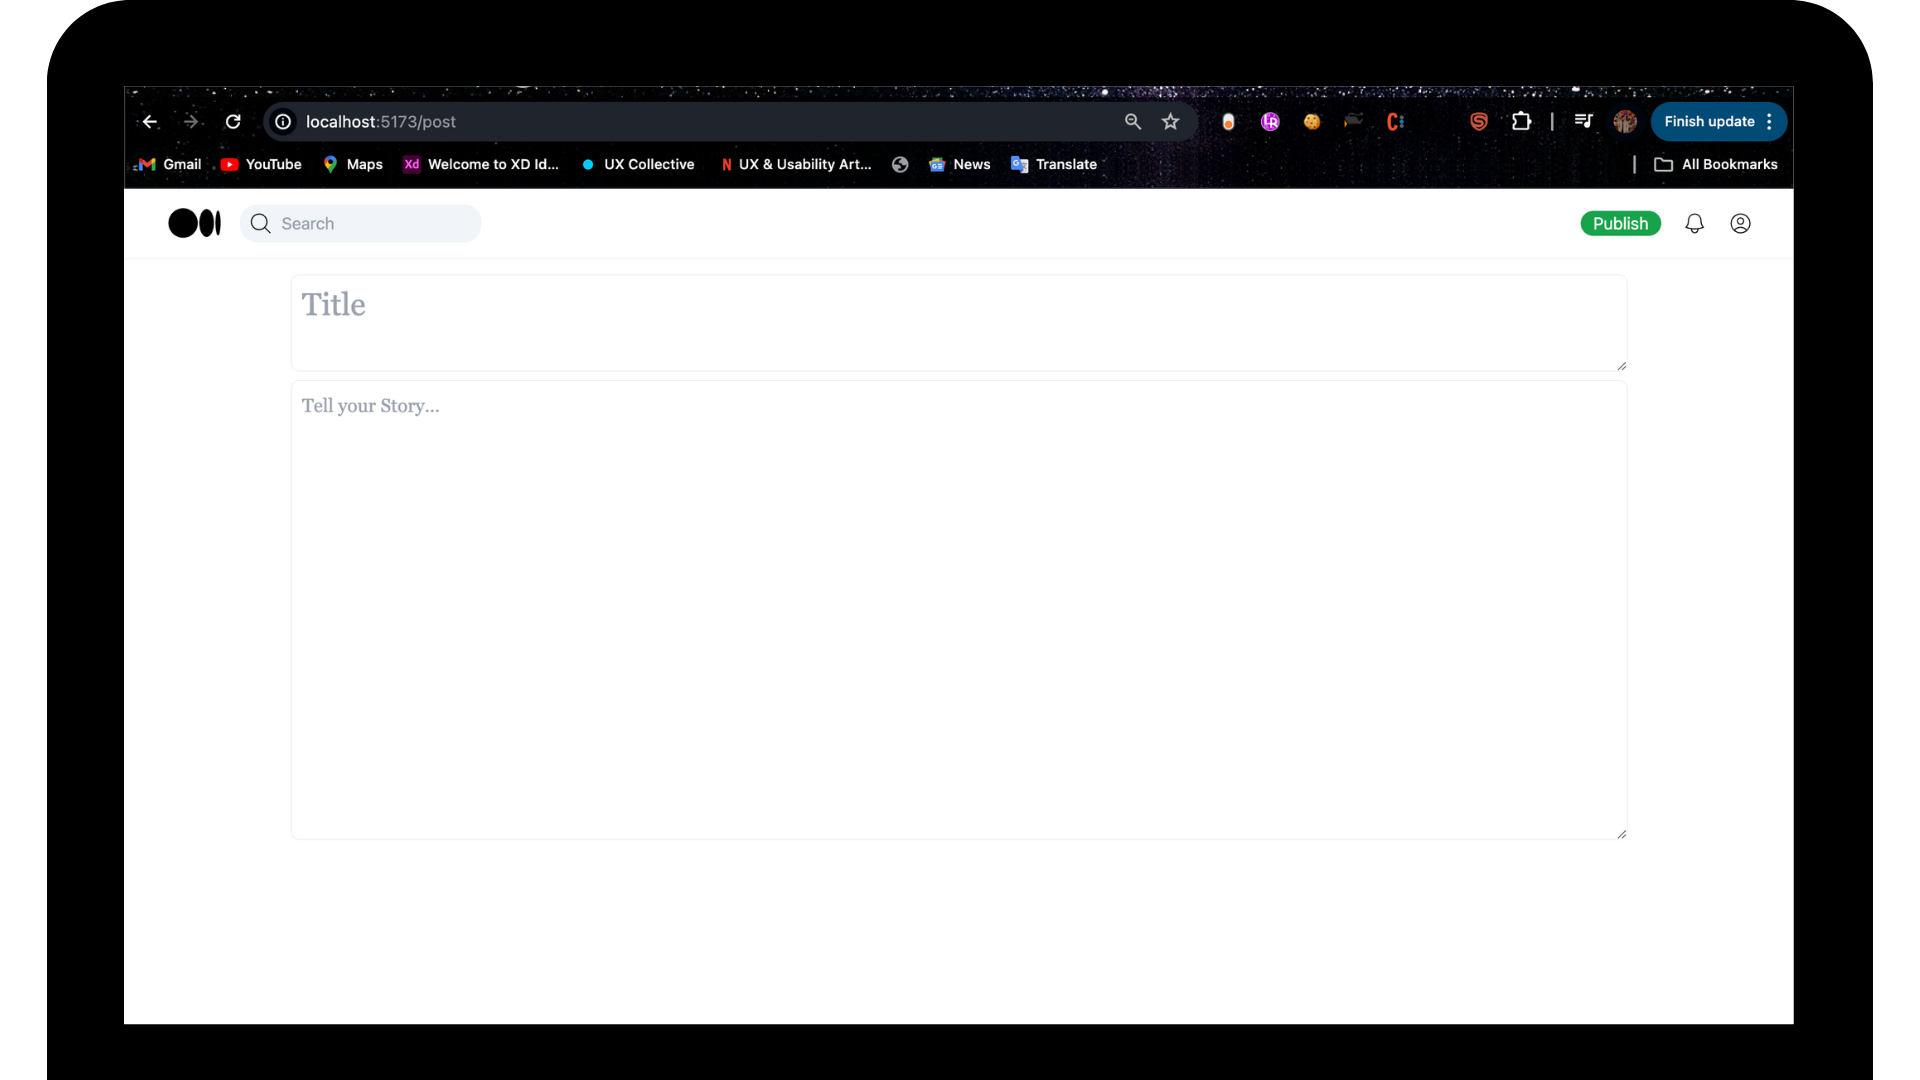 localhost:5173/post
Finish update
Gmail YouTube Maps Xd Welcome to XD Id... UX Collective N UX & Usability Art... News Translate All Bookmarks
Search Publish
Title
Tell your Story...